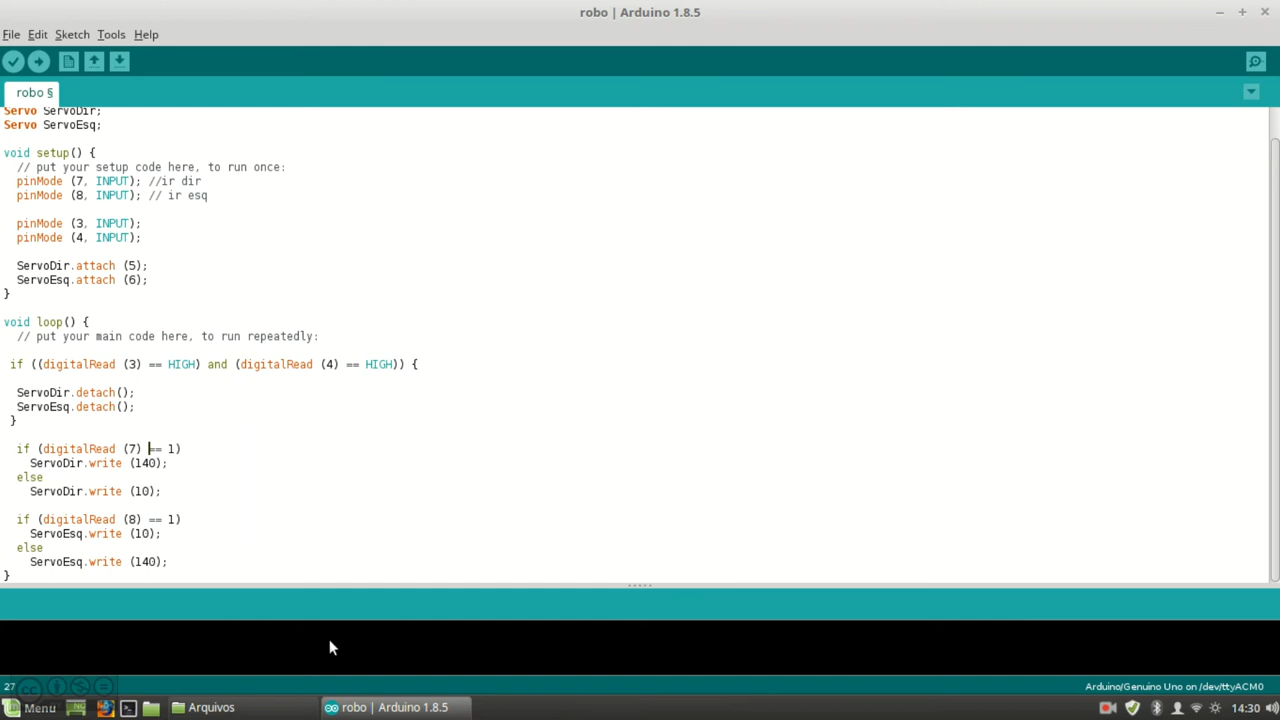 robo | Arduino 1.8.5
File Edit Sketch Tools Help
robo §
Servo ServoDir;
Servo ServoEsq;
void setup() {
// put your setup code here, to run once:
pinMode (7, INPUT); //ir dir
pinMode (8, INPUT); // ir esq
pinMode (3, INPUT);
pinMode (4, INPUT);
ServoDir.attach (5);
ServoEsq.attach (6);
}
void loop() {
// put your main code here, to run repeatedly:
if ((digitalRead (3) == HIGH) and (digitalRead (4) == HIGH)) {
ServoDir.detach();
ServoEsq.detach();
}
if (digitalRead (7) == 1)
ServoDir.write (140);
else
ServoDir.write (10);
if (digitalRead (8) == 1)
ServoEsq.write (10);
else
ServoEsq.write (140);
}
27 Arduino/Genuino Uno on /dev/ttyACM0
Menu Arquivos robo | Arduino 1.8.5 14:30